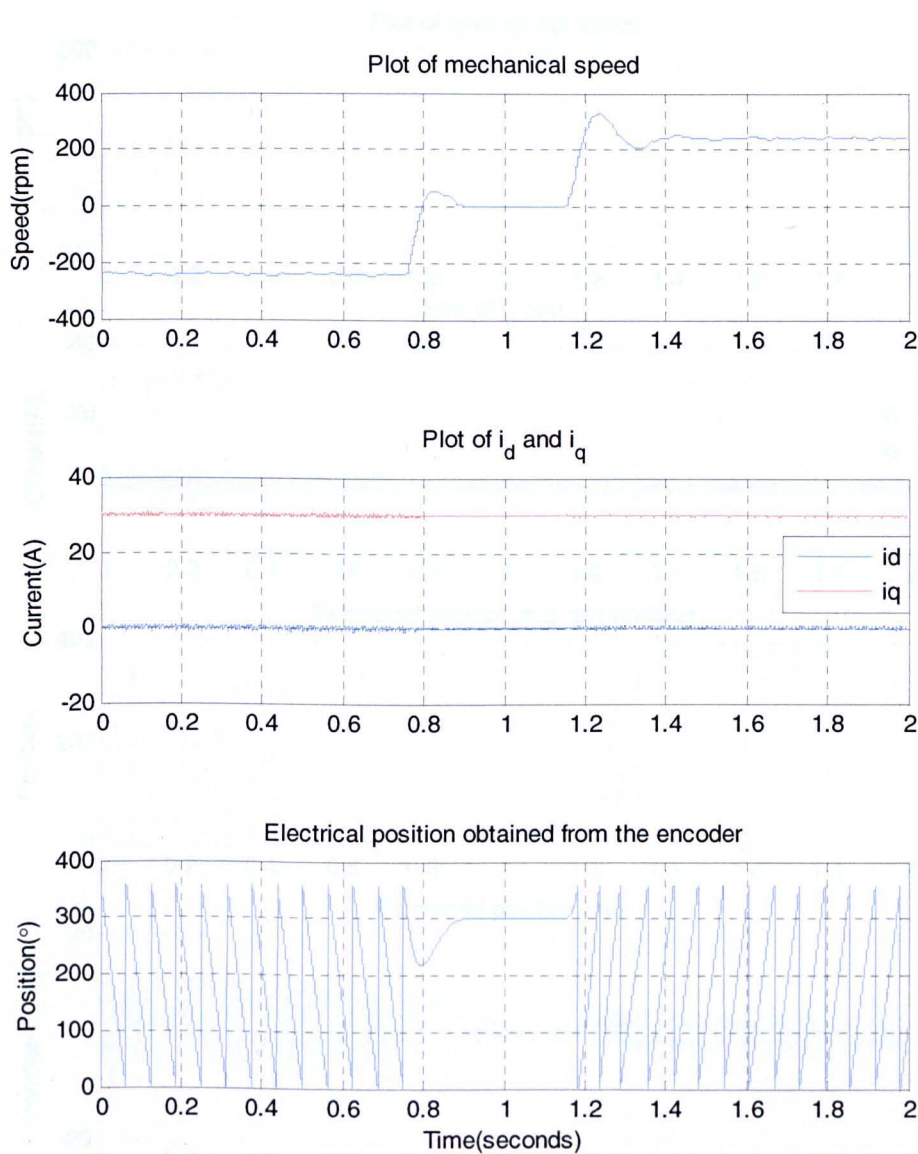 Plot of mechanical speed
Speed(rpm)
400
200
0
-200
-400
0 0.2 0.4 0.6 0.8 1 1.2 1.4 1.6 1.8 2
Plot of i_d and i_q
Current(A)
40
20
0
-20
id
iq
0 0.2 0.4 0.6 0.8 1 1.2 1.4 1.6 1.8 2
Electrical position obtained from the encoder
Position(°)
400
300
200
100
0
0 0.2 0.4 0.6 0.8 1 1.2 1.4 1.6 1.8 2
Time(seconds)